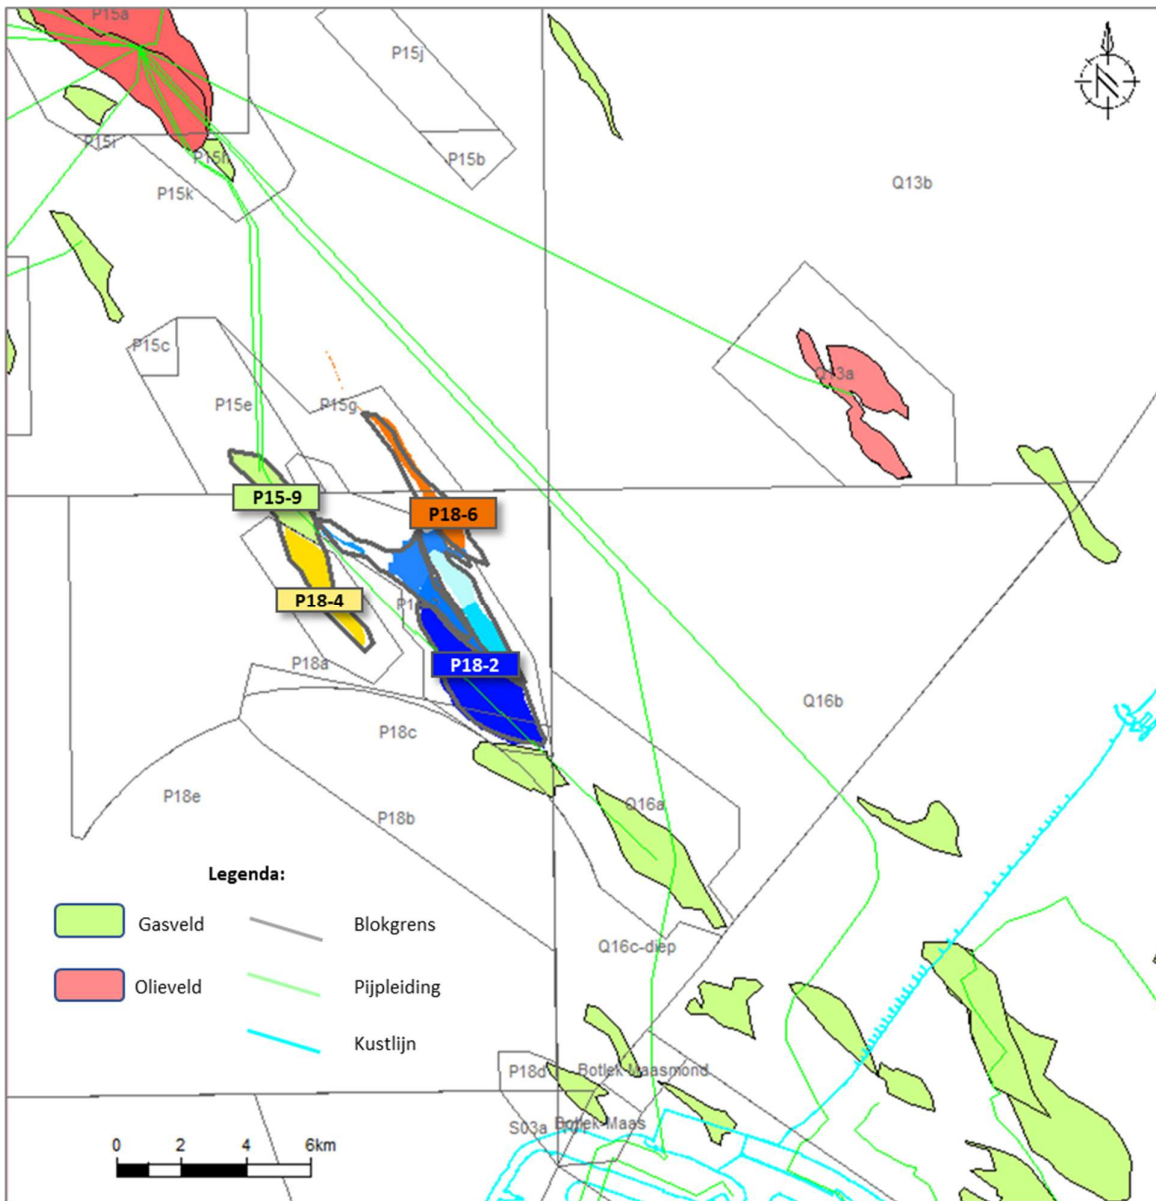 P15a
P15j
P15i
P15h
P15b
P15k
Q13b
P15c
Q13a
P15e
P15g
P15-9
P18-6
P18-4
P18-2
P18a
Q16b
P18c
P18e
Q16a
P18b
Legenda:
Gasveld
Blokgrens
Q16c-diep
Olieveld
Pijpleiding
Kustlijn
P18d
Botlek Maasmond
S03a
Botlek-Maas
0 2 4 6km